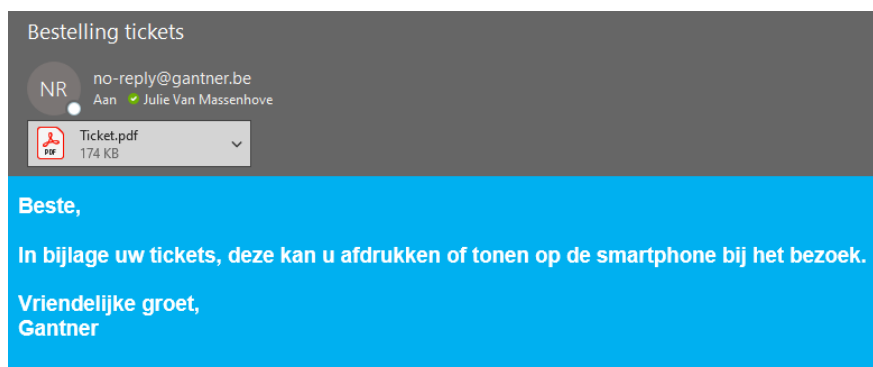 Bestelling tickets
NR
no-reply@gantner.be
Aan Julie Van Massenhove
Ticket.pdf
PDF
174 KB
Beste,
In bijlage uw tickets, deze kan u afdrukken of tonen op de smartphone bij het bezoek.
Vriendelijke groet,
Gantner